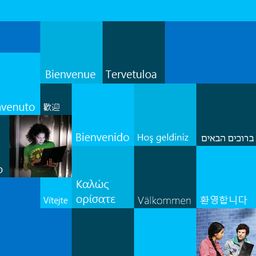 Bienvenue
Tervetuloa
venuto
歡迎
Bienvenido
Hoş geldiniz
ברוכים הבאים
o
Vítejte
Καλώς
ορίσατε
Välkommen
환영합니다